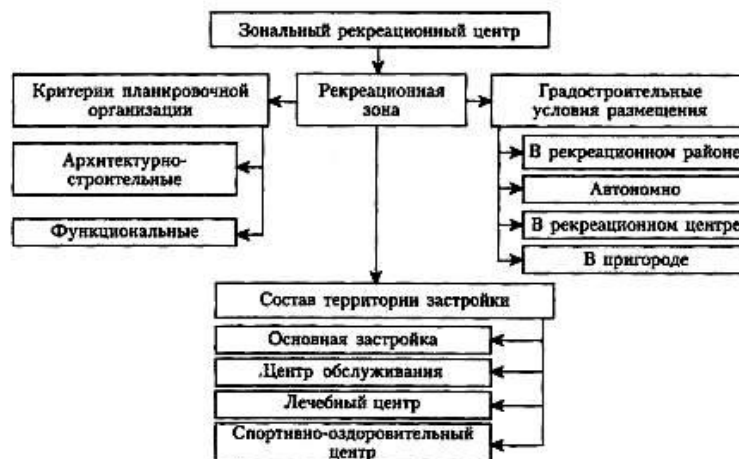 Зональный рекреационный центр
Критерии планировочной
организации
Рекреационная
зона
Градостроительные
условия размещения
Архитектурно-
строительные
Функциональные
В рекреационном районе
Автономно
В рекреационном центре
В пригороде
Состав территории застройки
Основная застройка
Центр обслуживания
Лечебный центр
Спортивно-оздоровительный
центр